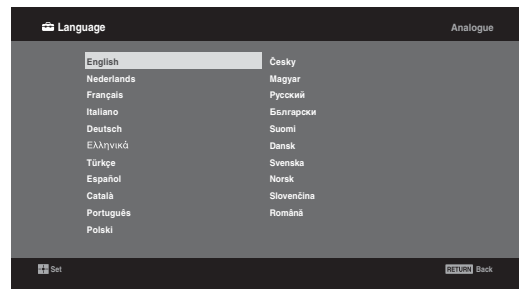 Language
Analogue
English
Nederlands
Français
Italiano
Deutsch
Ελληνικά
Türkçe
Español
Català
Português
Polski
Česky
Magyar
Русский
Бългaрски
Suomi
Dansk
Svenska
Norsk
Slovenčina
Română
Set
RETURN Back